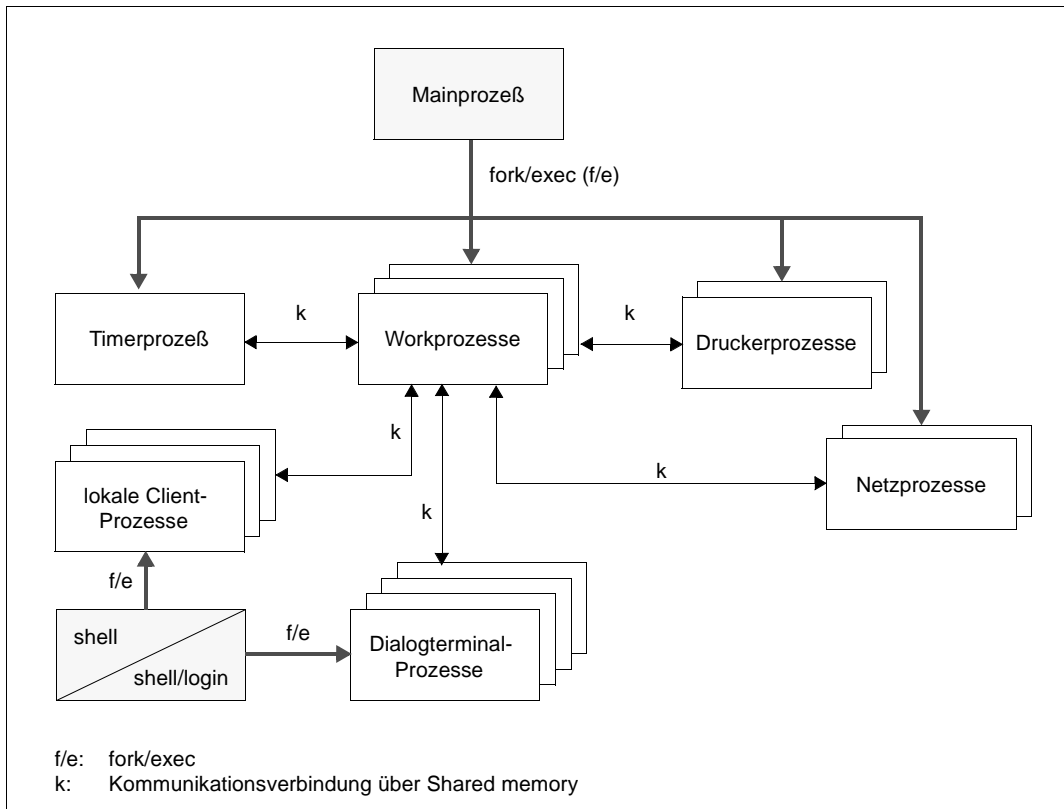 Mainprozeß
fork/exec (f/e)
Timerprozeß
k
Workprozesse
k
Druckerprozesse
k
lokale Client-
Prozesse
k
k
Netzprozesse
f/e
shell
shell/login
f/e
Dialogterminal-
Prozesse
f/e: fork/exec
k: Kommunikationsverbindung über Shared memory